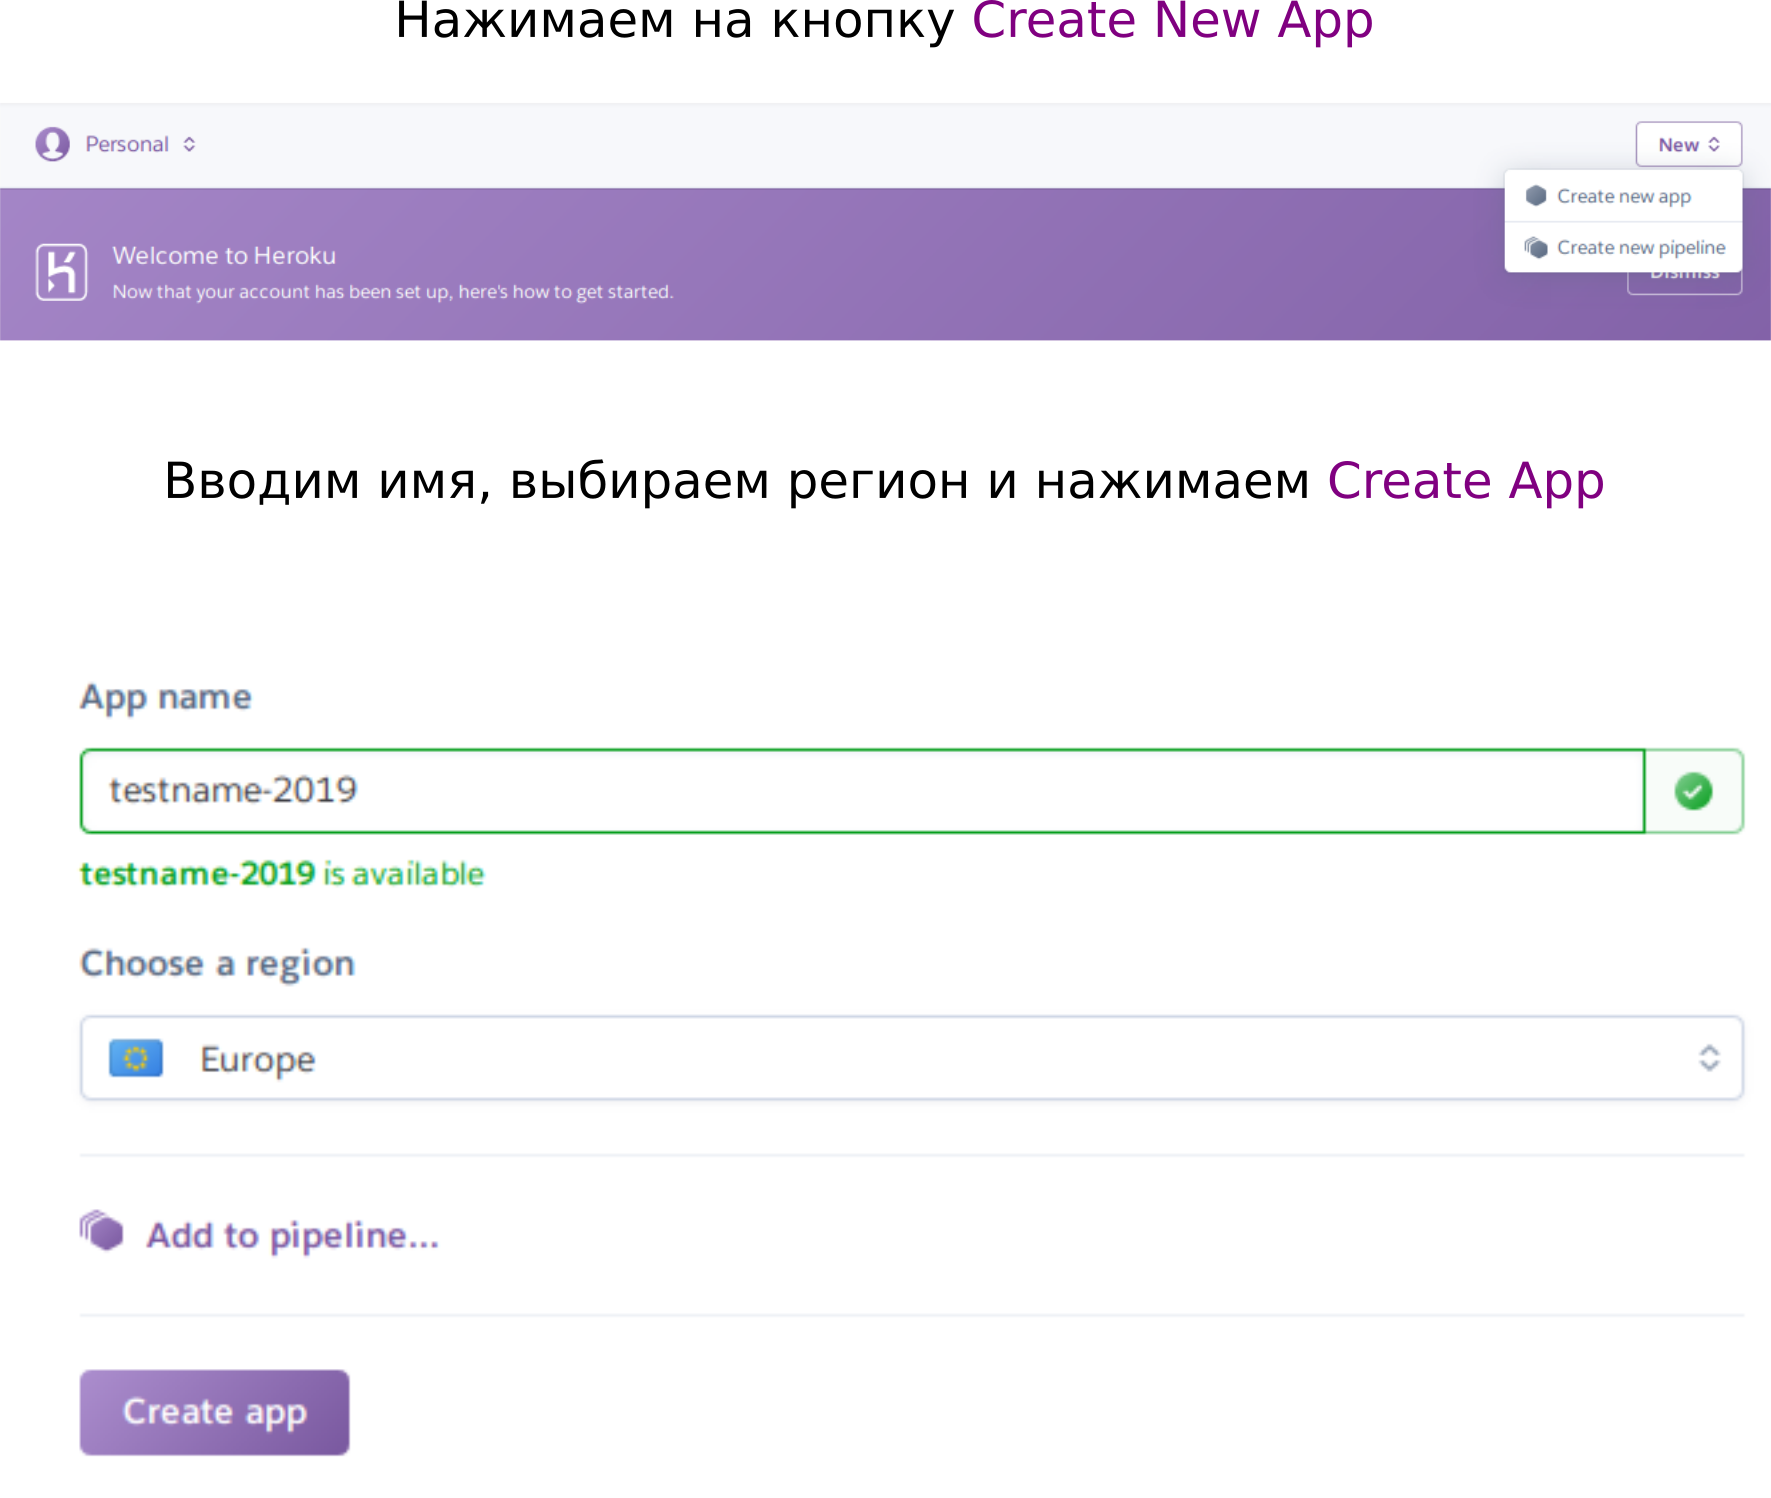 Нажимаем на кнопку Create New App
Personal
New
Create new app
Create new pipeline
Welcome to Heroku
Now that your account has been set up, here's how to get started.
Dismiss
Вводим имя, выбираем регион и нажимаем Create App
App name
testname-2019
testname-2019 is available
Choose a region
Europe
Add to pipeline...
Create app